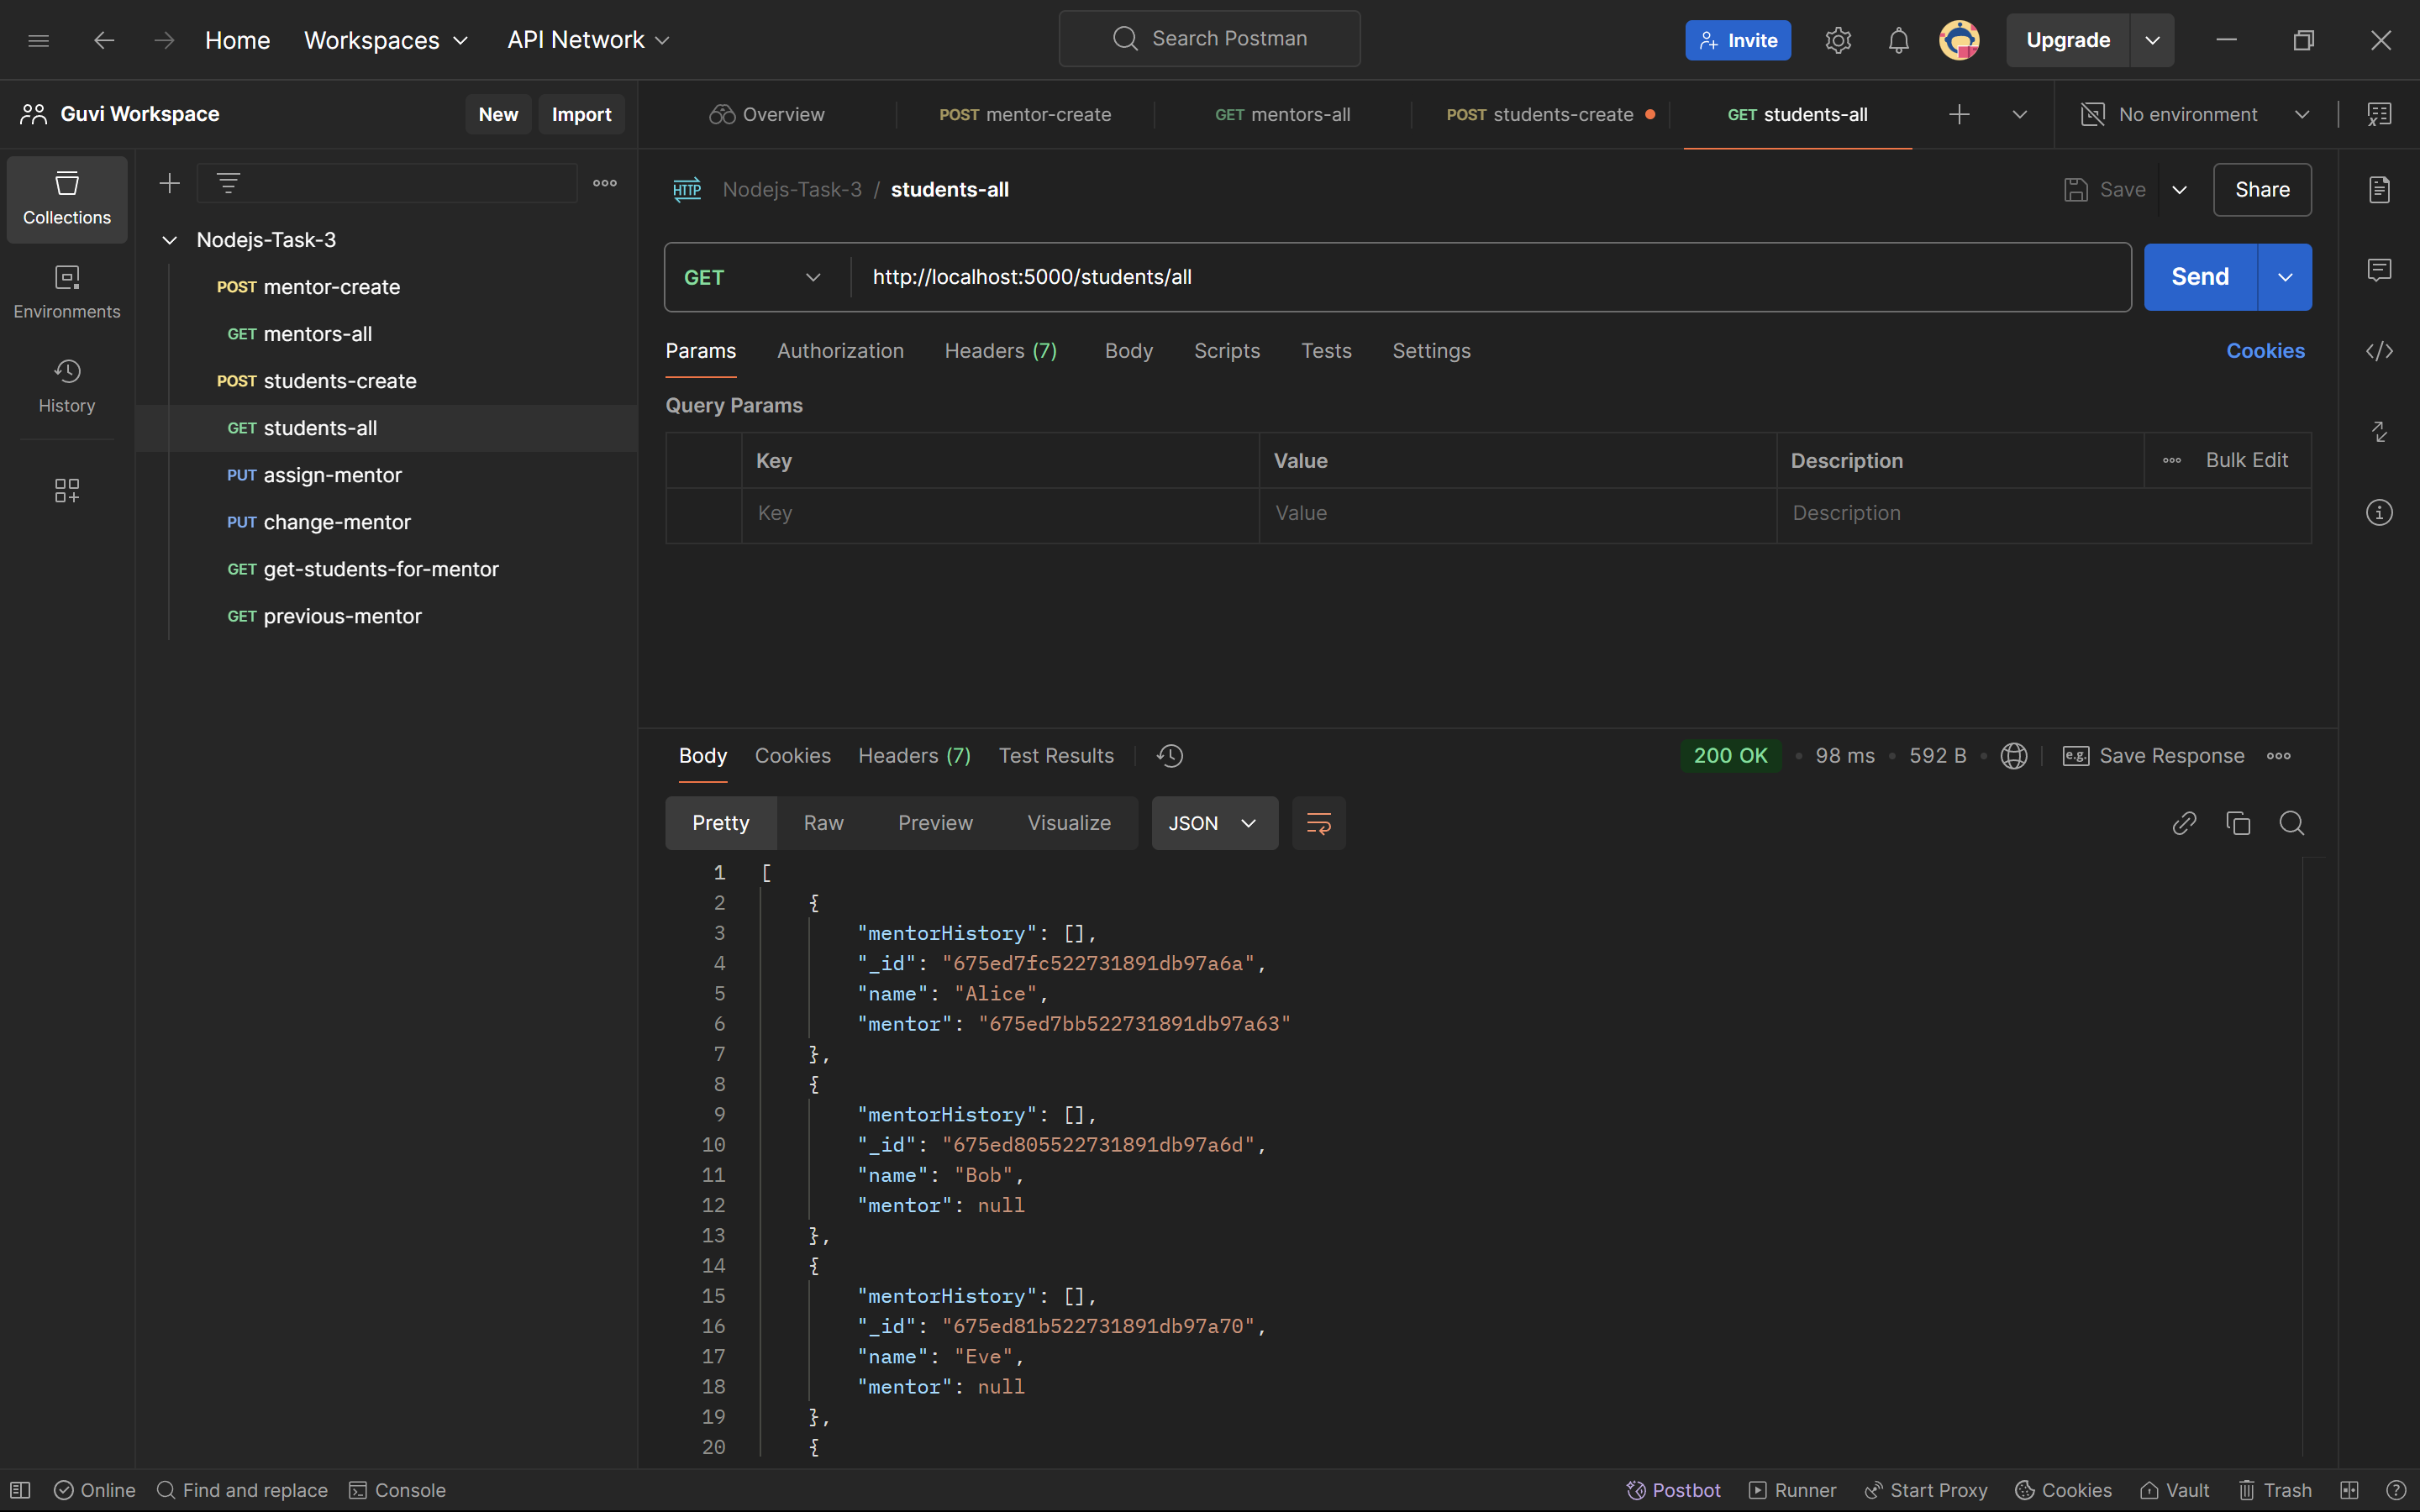 Home Workspaces API Network Search Postman Invite Upgrade
Guvi Workspace New Import
Overview POST mentor-create GET mentors-all POST students-create GET students-all No environment
Collections
Environments
History
Nodejs-Task-3
POST mentor-create
GET mentors-all
POST students-create
GET students-all
PUT assign-mentor
PUT change-mentor
GET get-students-for-mentor
GET previous-mentor
HTTP Nodejs-Task-3 / students-all Save Share
GET http://localhost:5000/students/all Send
Params Authorization Headers (7) Body Scripts Tests Settings Cookies
Query Params
Key Value Description Bulk Edit
Key Value Description
Body Cookies Headers (7) Test Results 200 OK • 98 ms • 592 B e.g. Save Response
Pretty Raw Preview Visualize JSON
1 [
2 {
3 "mentorHistory": [],
4 "_id": "675ed7fc522731891db97a6a",
5 "name": "Alice",
6 "mentor": "675ed7bb522731891db97a63"
7 },
8 {
9 "mentorHistory": [],
10 "_id": "675ed805522731891db97a6d",
11 "name": "Bob",
12 "mentor": null
13 },
14 {
15 "mentorHistory": [],
16 "_id": "675ed81b522731891db97a70",
17 "name": "Eve",
18 "mentor": null
19 },
20 {
Online Find and replace Console Postbot Runner Start Proxy Cookies Vault Trash